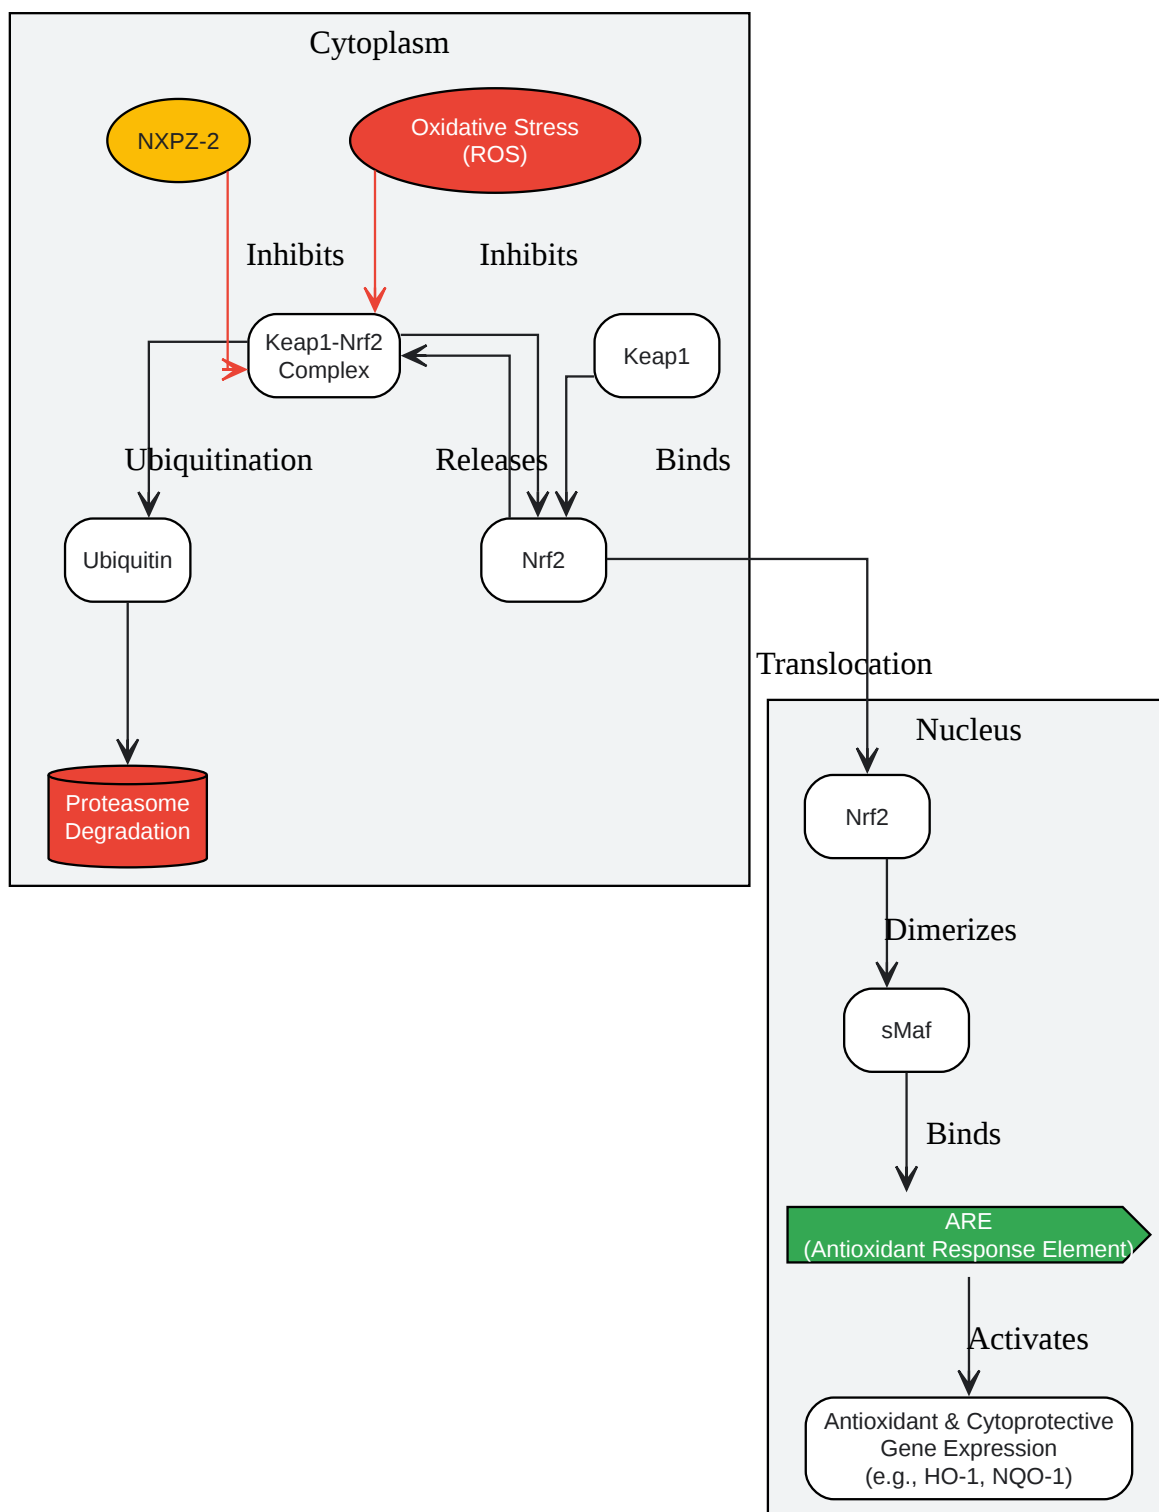 Cytoplasm
NXPZ-2
Oxidative Stress
(ROS)
Inhibits
Inhibits
Keap1-Nrf2
Complex
Keap1
Ubiquitination
Releases
Binds
Ubiquitin
Nrf2
Translocation
Nucleus
Proteasome
Degradation
Nrf2
Dimerizes
sMaf
Binds
ARE
(Antioxidant Response Element)
Activates
Antioxidant & Cytoprotective
Gene Expression
(e.g., HO-1, NQO-1)